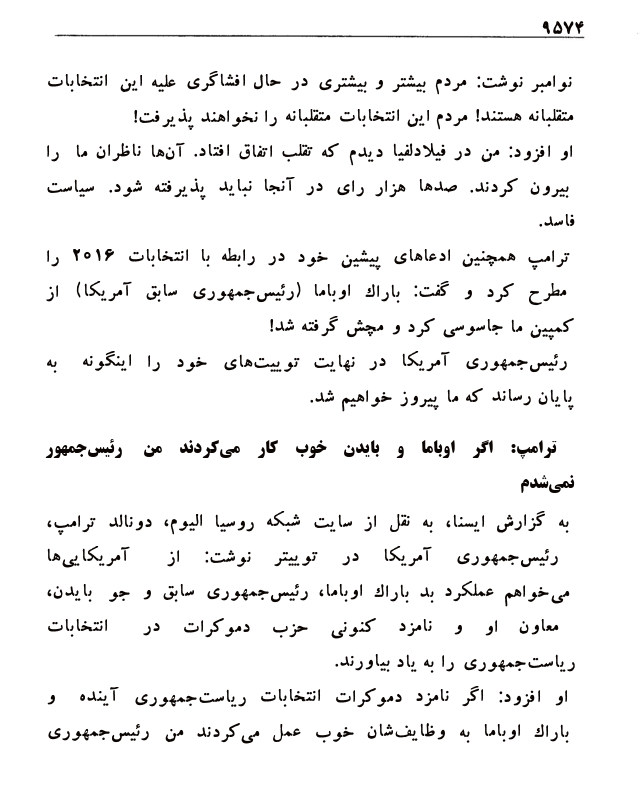 ۹۵۷۴
نوامبر نوشت: مردم بیشتر و بیشتری در حال افشاگری علیه این انتخابات
متقلبانه هستند! مردم این انتخابات متقلبانه را نخواهند پذیرفت!
او افزود: من در فیلادلفیا دیدم که تقلب اتفاق افتاد. آن‌ها ناظران ما را
بیرون کردند. صدها هزار رای در آنجا نباید پذیرفته شود. سیاست
فاسد.
ترامپ همچنین ادعاهای پیشین خود در رابطه با انتخابات ۲۰۱۶ را
مطرح کرد و گفت: باراك اوباما (رئیس‌جمهوری سابق آمریکا) از
کمپین ما جاسوسی کرد و مچش گرفته شد!
رئیس‌جمهوری آمریکا در نهایت توییت‌های خود را اینگونه به
پایان رساند که ما پیروز خواهیم شد.
ترامپ: اگر اوباما و بایدن خوب کار می‌کردند من رئیس‌جمهور
نمی‌شدم
به گزارش ایسنا، به نقل از سایت شبکه روسیا الیوم، دونالد ترامپ،
رئیس‌جمهوری آمریکا در توییتر نوشت: از آمریکایی‌ها
می‌خواهم عملکرد بد باراك اوباما، رئیس‌جمهوری سابق و جو بایدن،
معاون او و نامزد کنونی حزب دموکرات در انتخابات
ریاست‌جمهوری را به یاد بیاورند.
او افزود: اگر نامزد دموکرات انتخابات ریاست‌جمهوری آینده و
باراك اوباما به وظایف‌شان خوب عمل می‌کردند من رئیس‌جمهوری